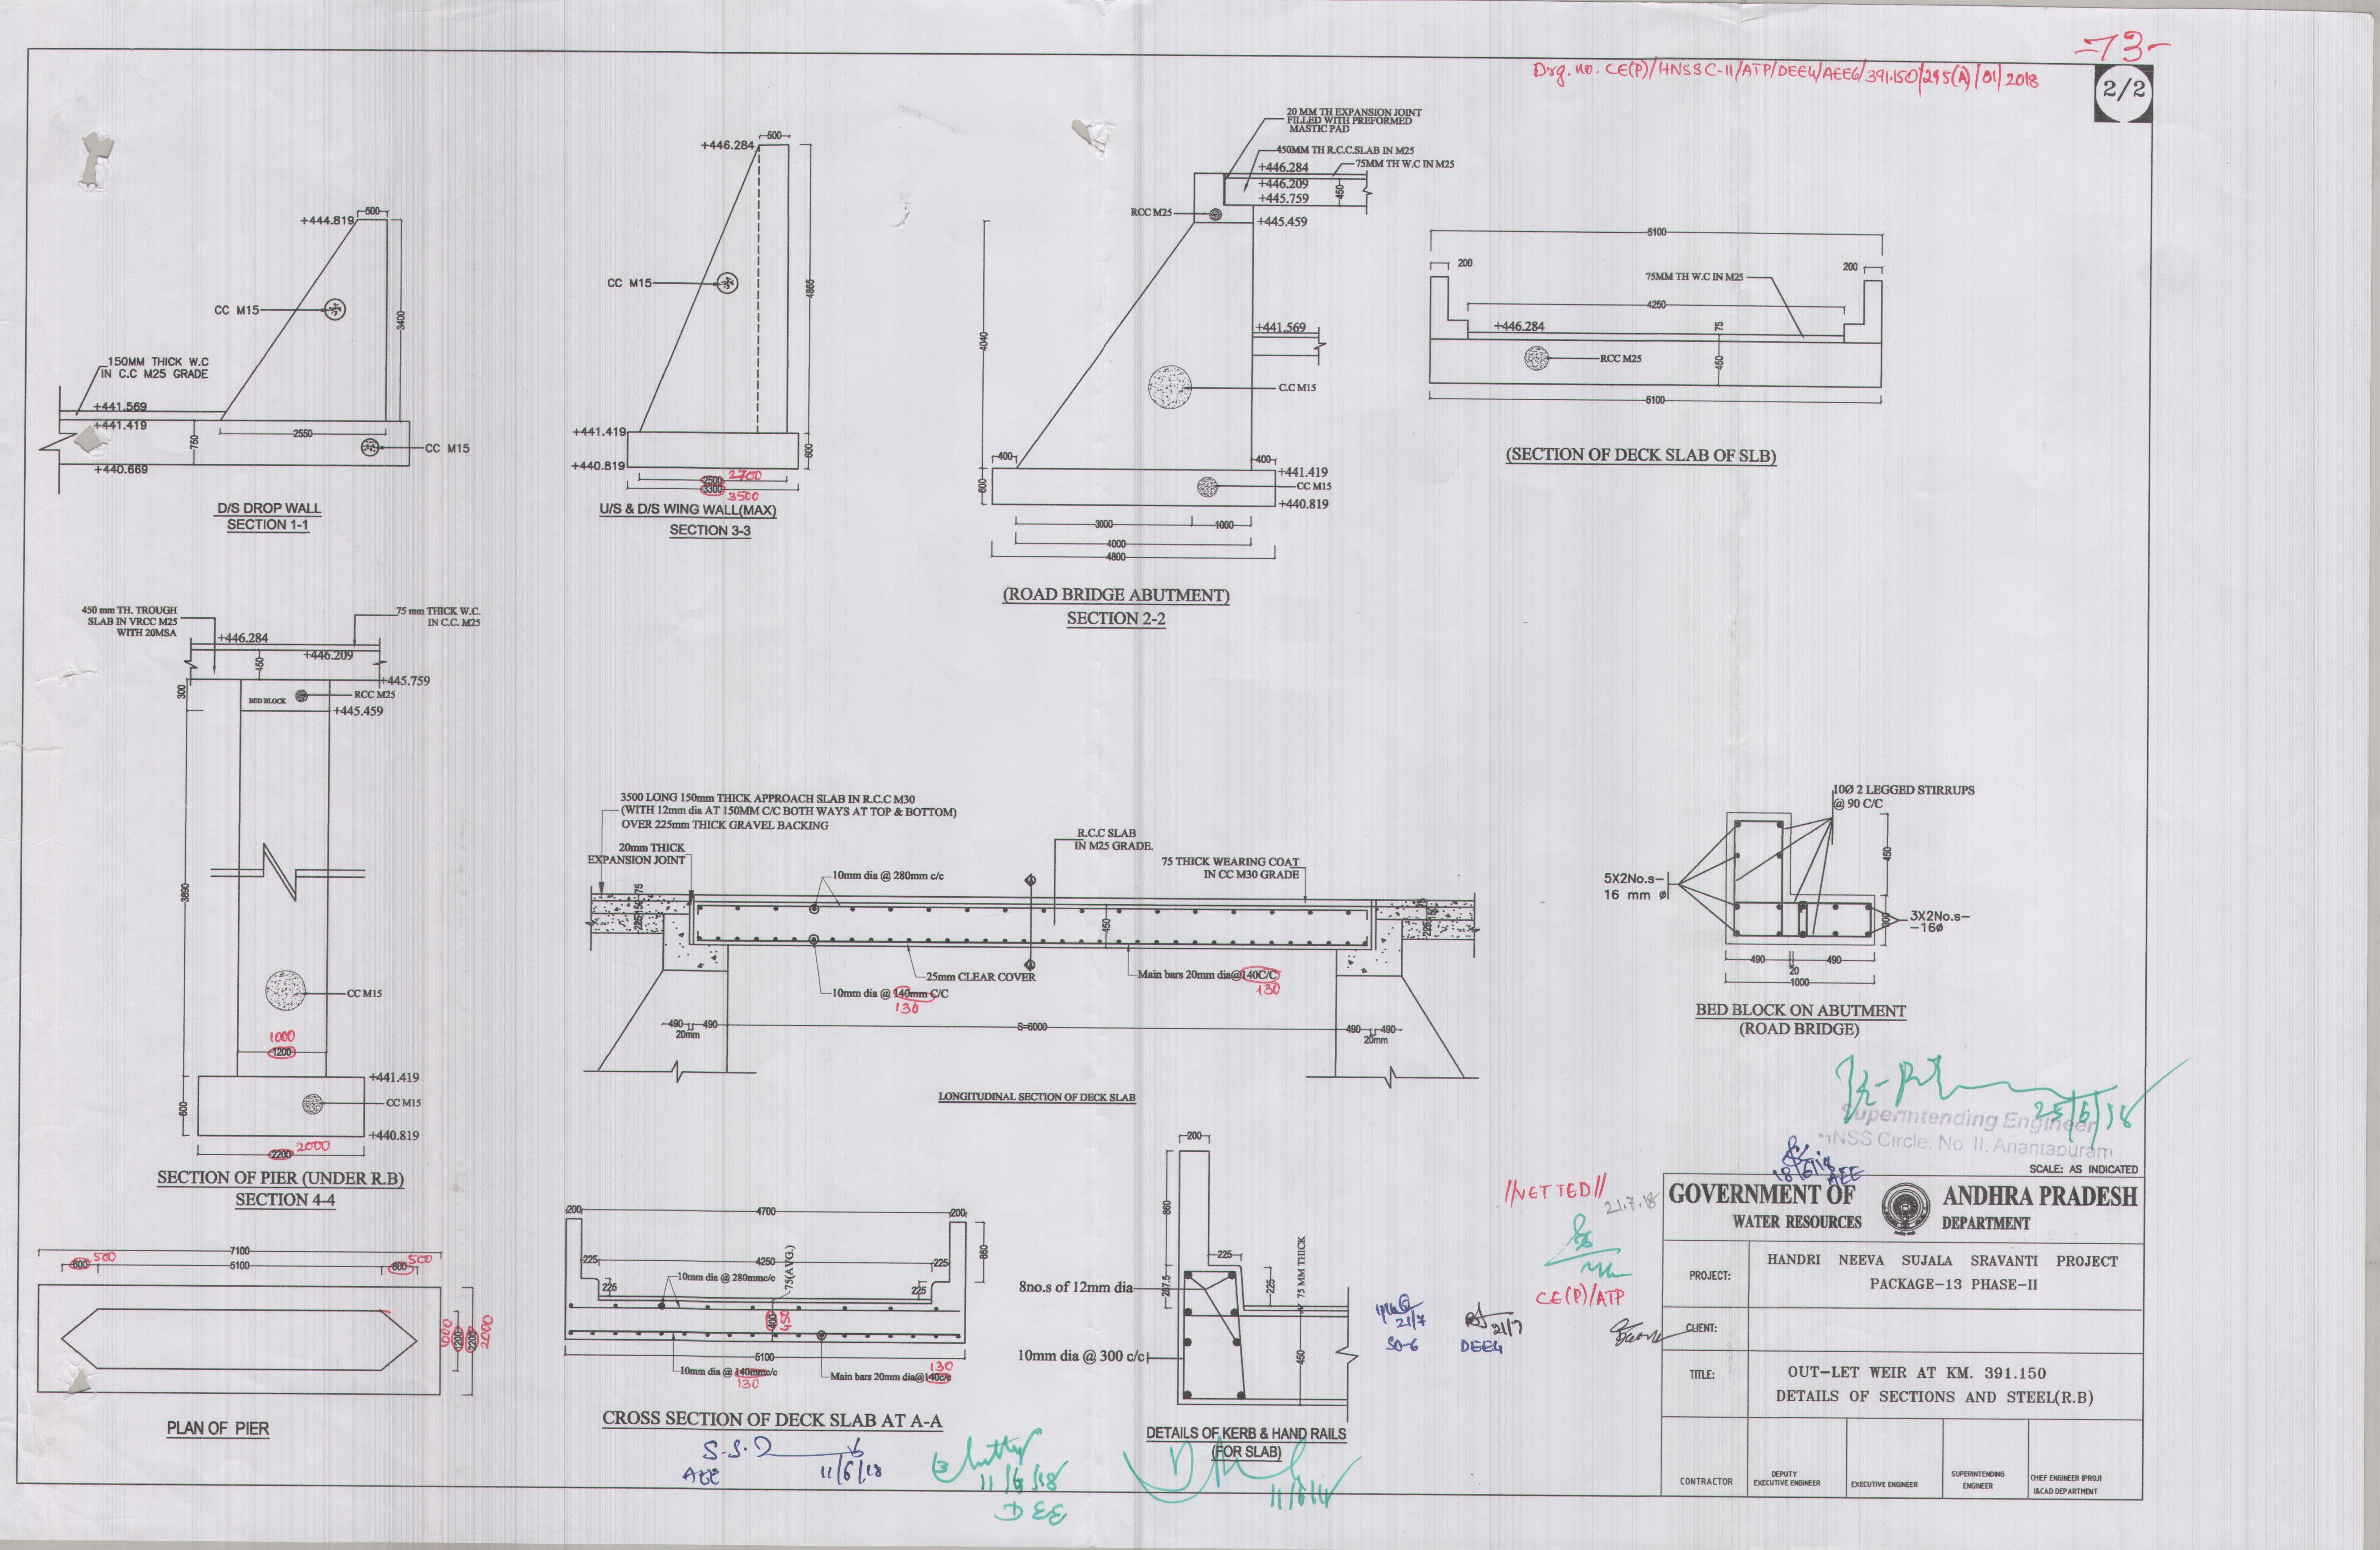 -73-
Drg. no. CE(P)/HNSSC-II/ATP/DEE4/AEE6/391.150/295(A)/01/2018
2/2
+444.819
500
CC M15
3400
150MM THICK W.C
IN C.C M25 GRADE
+441.569
+441.419
750
2550
CC M15
+440.669
D/S DROP WALL
SECTION 1-1
500
+446.284
CC M15
4865
+441.419
600
+440.819
2500 2700
3300 3500
U/S & D/S WING WALL(MAX)
SECTION 3-3
20 MM TH EXPANSION JOINT
FILLED WITH PREFORMED
MASTIC PAD
450MM TH R.C.C.SLAB IN M25
75MM TH W.C IN M25
+446.284
+446.209
450
+445.759
RCC M25
+445.459
4040
+441.569
C.C M15
400
400
+441.419
600
CC M15
+440.819
3000
1000
4000
4800
(ROAD BRIDGE ABUTMENT)
SECTION 2-2
5100
200
200
75MM TH W.C IN M25
4250
+446.284
75
RCC M25
450
5100
(SECTION OF DECK SLAB OF SLB)
450 mm TH. TROUGH
SLAB IN VRCC M25
WITH 20MSA
75 mm THICK W.C.
IN C.C. M25
+446.284
+446.209
450
+445.759
300
BED BLOCK
RCC M25
+445.459
3890
CC M15
1000
1200
+441.419
600
CC M15
+440.819
2200 2000
SECTION OF PIER (UNDER R.B)
SECTION 4-4
3500 LONG 150mm THICK APPROACH SLAB IN R.C.C M30
(WITH 12mm dia AT 150MM C/C BOTH WAYS AT TOP & BOTTOM)
OVER 225mm THICK GRAVEL BACKING
20mm THICK
EXPANSION JOINT
R.C.C SLAB
IN M25 GRADE.
75 THICK WEARING COAT
IN CC M30 GRADE
10mm dia @ 280mm c/c
75
150
225
450
75
150
225
25mm CLEAR COVER
Main bars 20mm dia@140C/C
130
10mm dia @ 140mm C/C
130
490
490
20mm
S=6000
490
490
20mm
LONGITUDINAL SECTION OF DECK SLAB
10Ø 2 LEGGED STIRRUPS
@ 90 C/C
450
5X2No.s-
16 mm ø
3X2No.s-
-16ø
300
490
490
20
1000
BED BLOCK ON ABUTMENT
(ROAD BRIDGE)
25/6/18
Superintending Engineer
HNSS Circle, No II, Anantapuram
18/6/18
AEE
SCALE: AS INDICATED
7100
600 500
5100
600 500
1000
1200
2200
2000
PLAN OF PIER
200
4700
200
860
225
4250
225
225
10mm dia @ 280mmc/c
75(AVG.)
225
400
450
5100
10mm dia @ 140mmc/c
130
Main bars 20mm dia@140c/c
130
CROSS SECTION OF DECK SLAB AT A-A
200
860
225
225
75 MM THICK
287.5
8no.s of 12mm dia
10mm dia @ 300 c/c
450
DETAILS OF KERB & HAND RAILS
(FOR SLAB)
AEE
11/6/18
11/6/18
DEE
//VETTED//
21.7.18
CE(P)/ATP
21/7
SO-6
21/7
DEE4
GOVERNMENT OF ANDHRA PRADESH
WATER RESOURCES DEPARTMENT
PROJECT:
HANDRI NEEVA SUJALA SRAVANTI PROJECT
PACKAGE-13 PHASE-II
CLIENT:
TITLE:
OUT-LET WEIR AT KM. 391.150
DETAILS OF SECTIONS AND STEEL(R.B)
CONTRACTOR
DEPUTY
EXECUTIVE ENGINEER
EXECUTIVE ENGINEER
SUPERINTENDING
ENGINEER
CHIEF ENGINEER (PROJ)
I&CAD DEPARTMENT